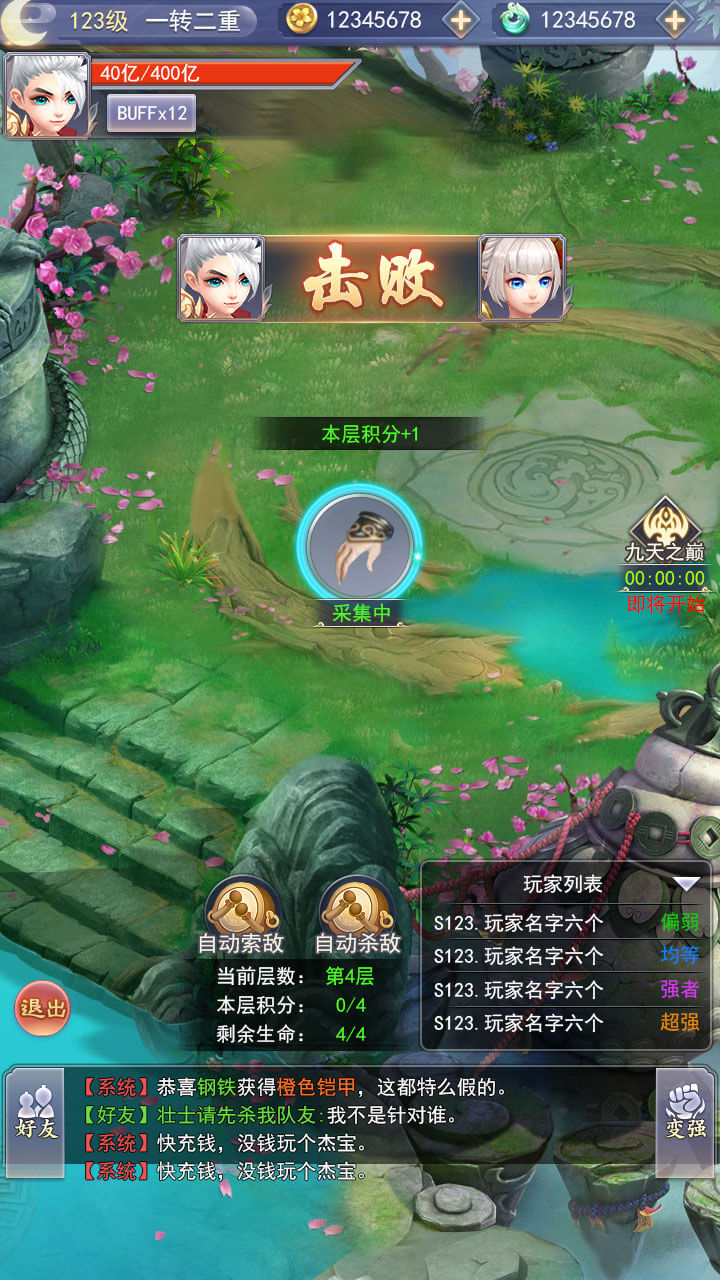 123级 一转二重 12345678 12345678
40亿/400亿
BUFFx12
击败
本层积分+1
采集中
九天之巅
00:00:00
即将开始
自动索敌 自动杀敌
当前层数： 第4层
本层积分： 0/4
剩余生命： 4/4
玩家列表
S123.玩家名字六个 偏弱
S123.玩家名字六个 均等
S123.玩家名字六个 强者
S123.玩家名字六个 超强
退出
好友
【系统】恭喜钢铁获得橙色铠甲，这都特么假的。
【好友】壮士请先杀我队友:我不是针对谁。
【系统】快充钱，没钱玩个杰宝。
【系统】快充钱，没钱玩个杰宝。
变强